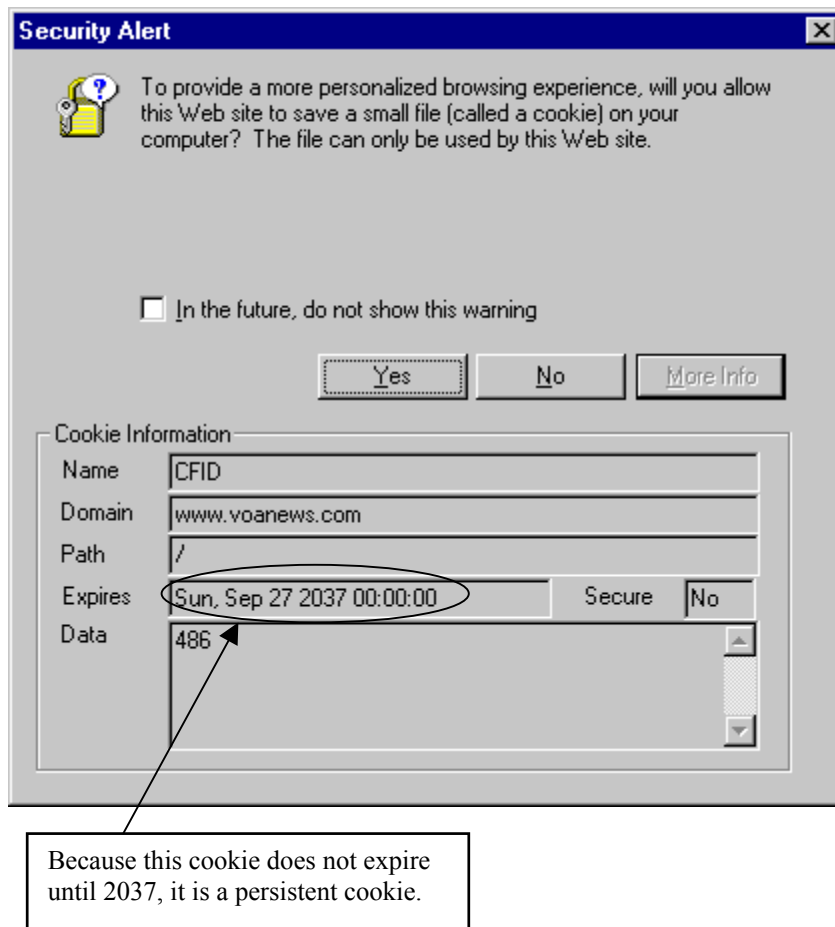 Security Alert
To provide a more personalized browsing experience, will you allow
this Web site to save a small file (called a cookie) on your
computer? The file can only be used by this Web site.
In the future, do not show this warning
Yes No More Info
Cookie Information
Name CFID
Domain www.voanews.com
Path /
Expires Sun, Sep 27 2037 00:00:00 Secure No
Data 486
Because this cookie does not expire
until 2037, it is a persistent cookie.